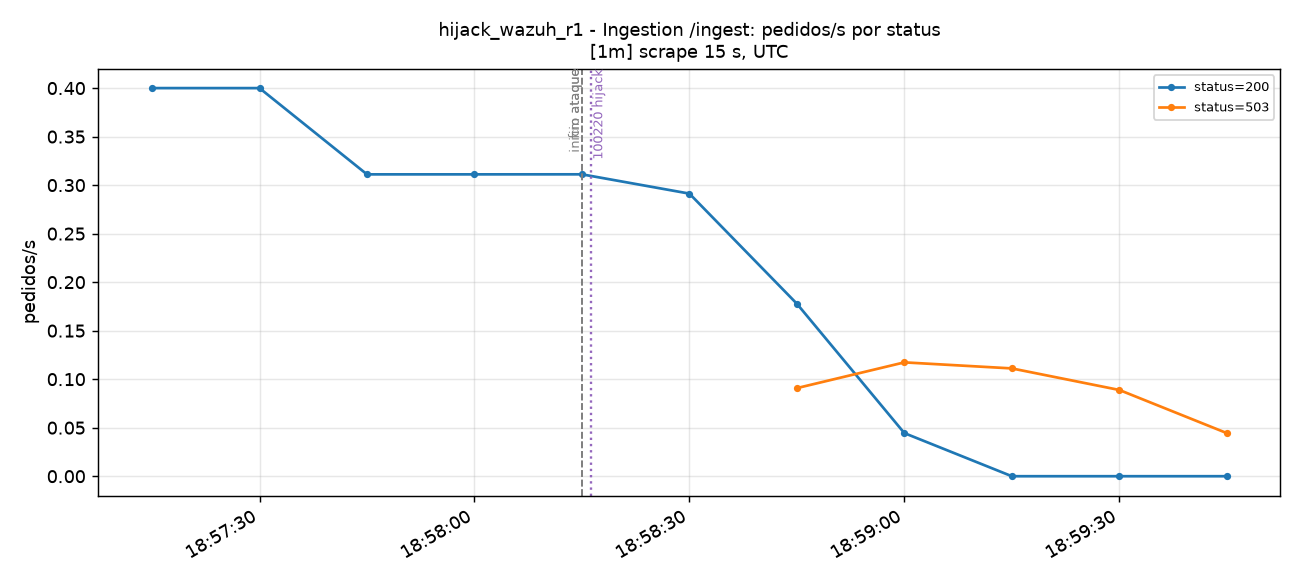 hijack_wazuh_r1 - Ingestion /ingest: pedidos/s por status
[1m] scrape 15 s, UTC
status=200
status=503
ataque
100220 hijack
pedidos/s
0.40
0.35
0.30
0.25
0.20
0.15
0.10
0.05
0.00
18:57:30
18:58:00
18:58:30
18:59:00
18:59:30